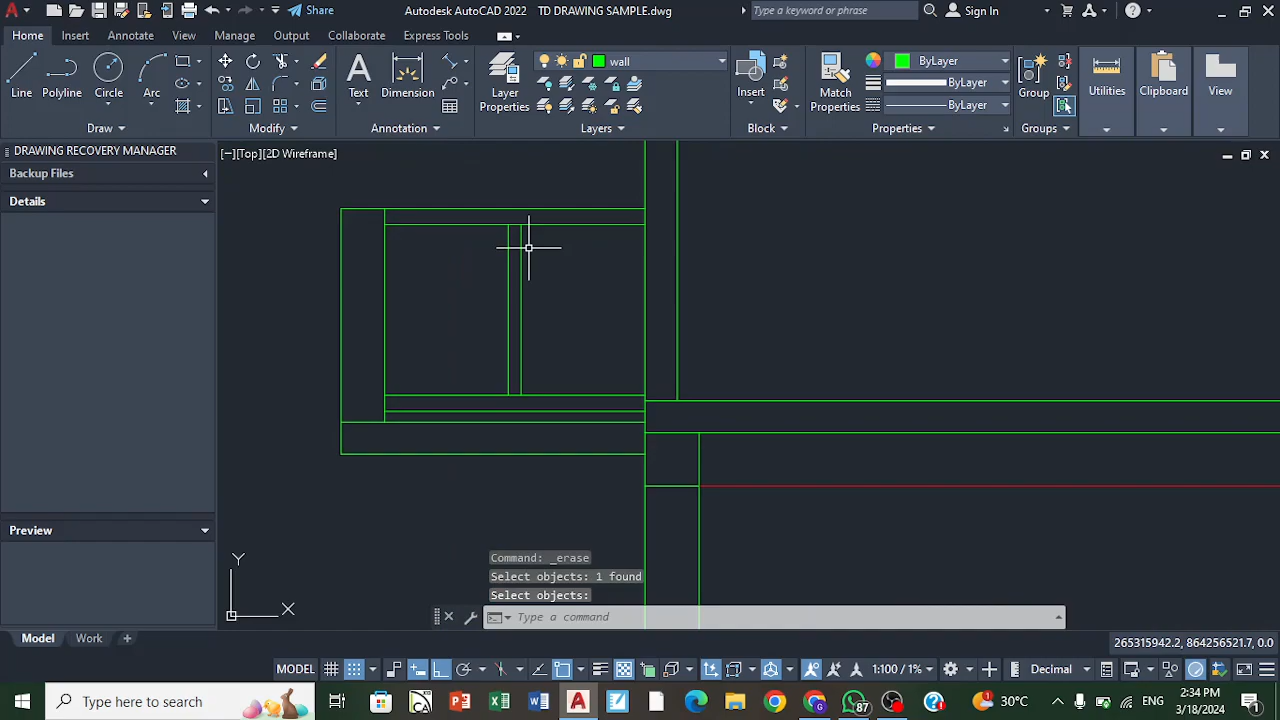 Share
Autodesk AutoCAD 2022
TD DRAWING SAMPLE.dwg
Type a keyword or phrase
Sign In
Home
Insert
Annotate
View
Manage
Output
Collaborate
Express Tools
Line
Polyline
Circle
Arc
Text
Dimension
Layer Properties
wall
Insert
Match Properties
ByLayer
ByLayer
ByLayer
Group
Utilities
Clipboard
View
Draw
Modify
Annotation
Layers
Block
Properties
Groups
DRAWING RECOVERY MANAGER
Backup Files
Details
Preview
[−][Top][2D Wireframe]
Y
X
Command: _erase
Select objects: 1 found
Select objects:
Type a command
Model
Work
265315942.2, 8642565217, 0.0
MODEL
1:100 / 1%
Decimal
Type here to search
87
1
30°C
2:34 PM
3/18/2024